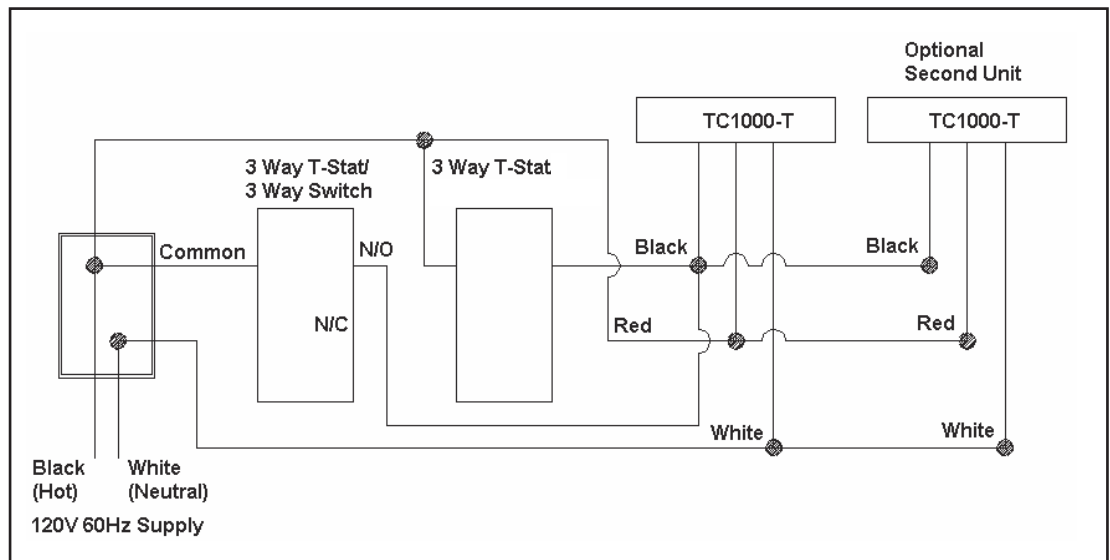 Optional
Second Unit
TC1000-T
TC1000-T
3 Way T-Stat/
3 Way Switch
3 Way T-Stat
Common
N/O
Black
Black
N/C
Red
Red
White
White
Black
(Hot)
White
(Neutral)
120V 60Hz Supply